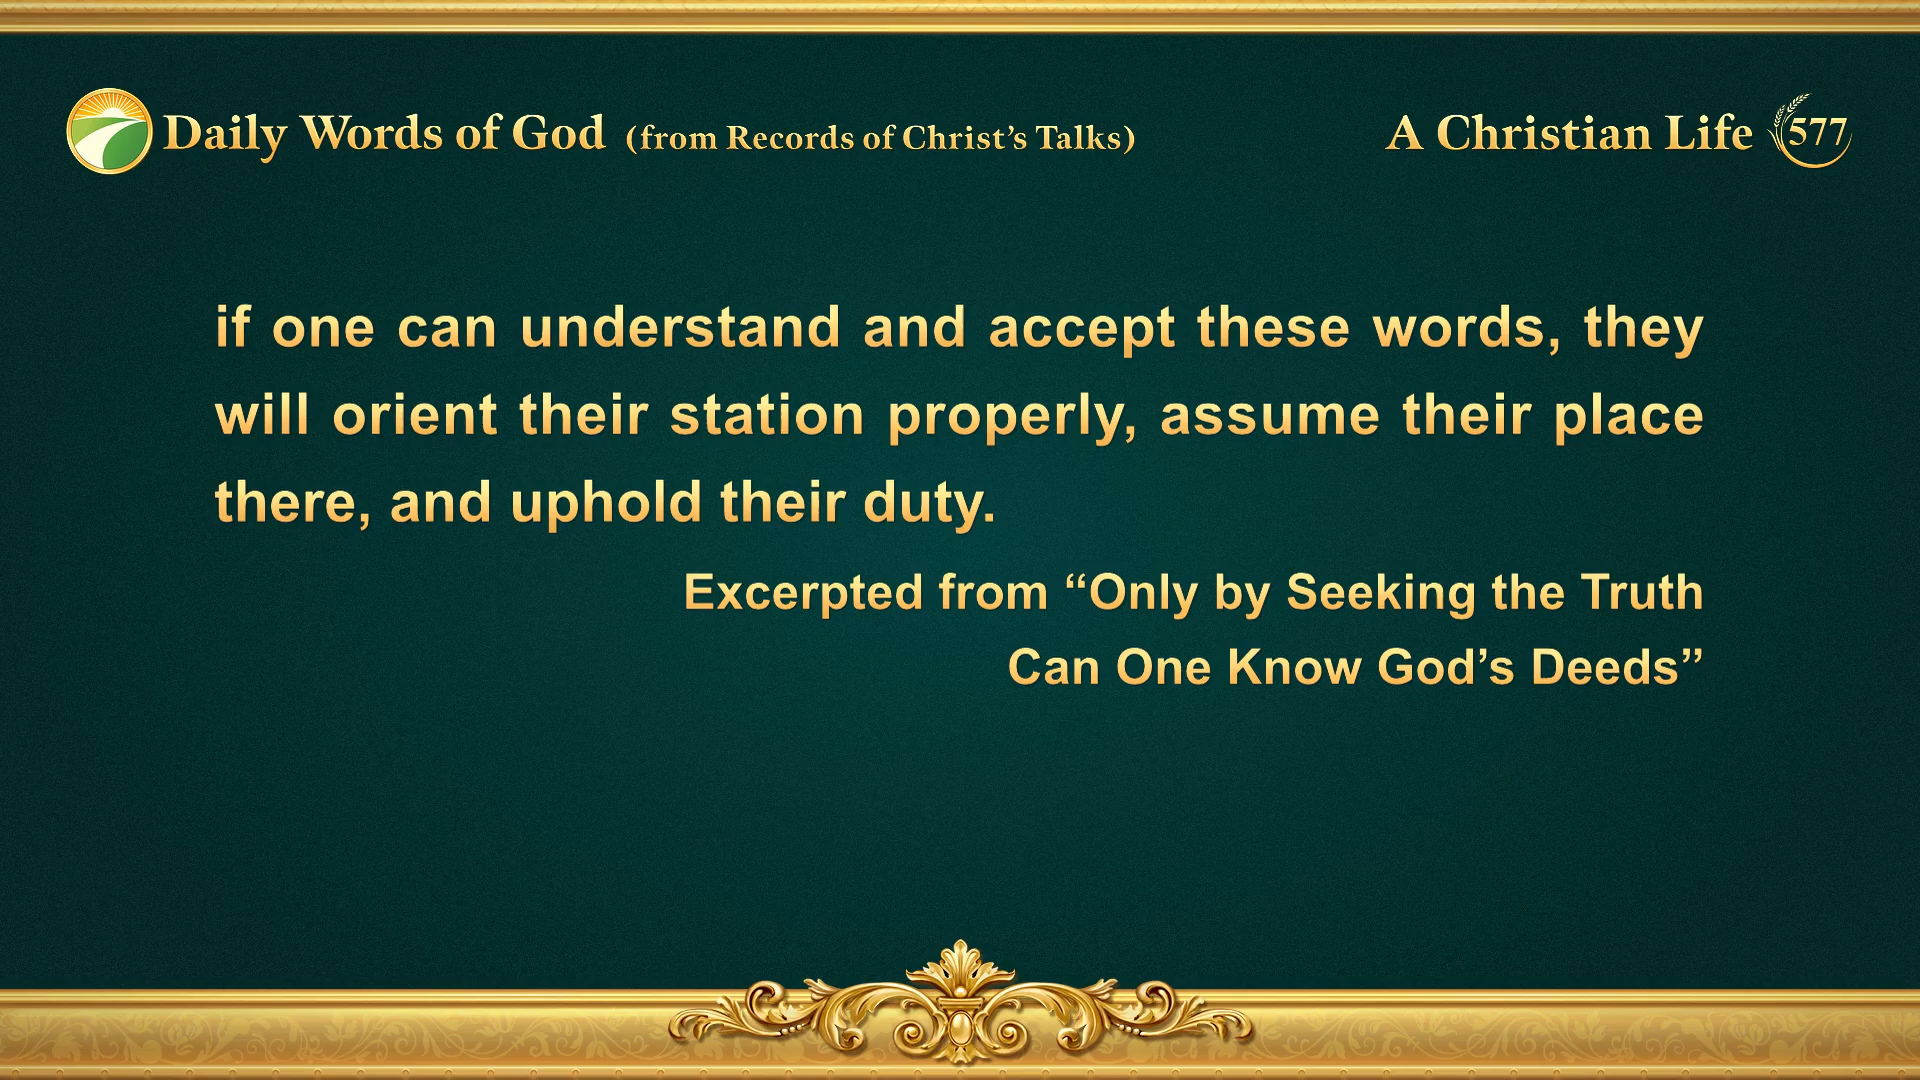 Daily Words of God (from Records of Christ’s Talks) A Christian Life 577
if one can understand and accept these words, they
will orient their station properly, assume their place
there, and uphold their duty.
Excerpted from “Only by Seeking the Truth
Can One Know God’s Deeds”